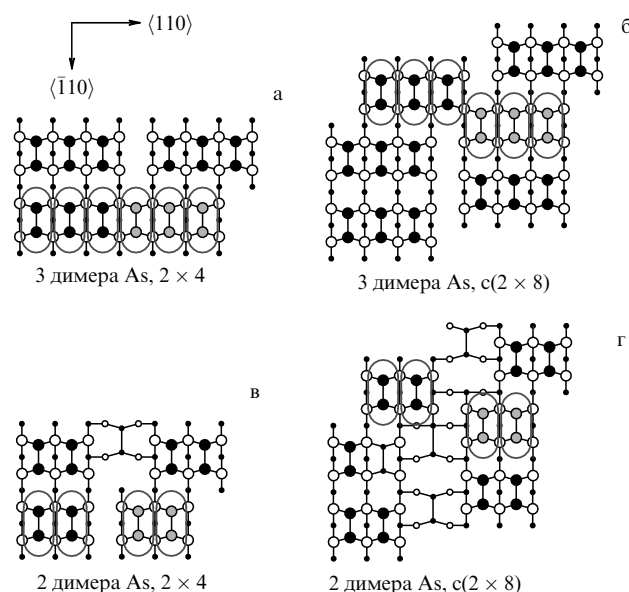 ⟨110⟩
⟨1̄10⟩
а
б
3 димера As, 2 × 4
3 димера As, c(2 × 8)
в
г
2 димера As, 2 × 4
2 димера As, c(2 × 8)